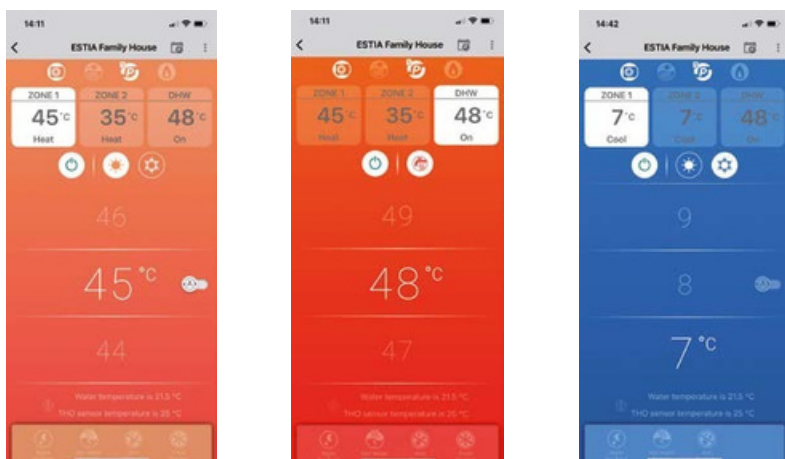 14:11
ESTIA Family House
ZONE 1 ZONE 2 DHW
45 °C 35 °C 48 °C
Heat Heat On
46
45 °C
44
Water temperature is 21.5 °C
THO sensor temperature is 25 °C
14:11
ESTIA Family House
ZONE 1 ZONE 2 DHW
45 °C 35 °C 48 °C
Heat Heat On
49
48 °C
47
Water temperature is 21.5 °C
THO sensor temperature is 25 °C
14:42
ESTIA Family House
ZONE 1 ZONE 2 DHW
7 °C 7 °C 48 °C
Cool Cool On
9
8
7 °C
Water temperature is 21.5 °C
THO sensor temperature is 25 °C